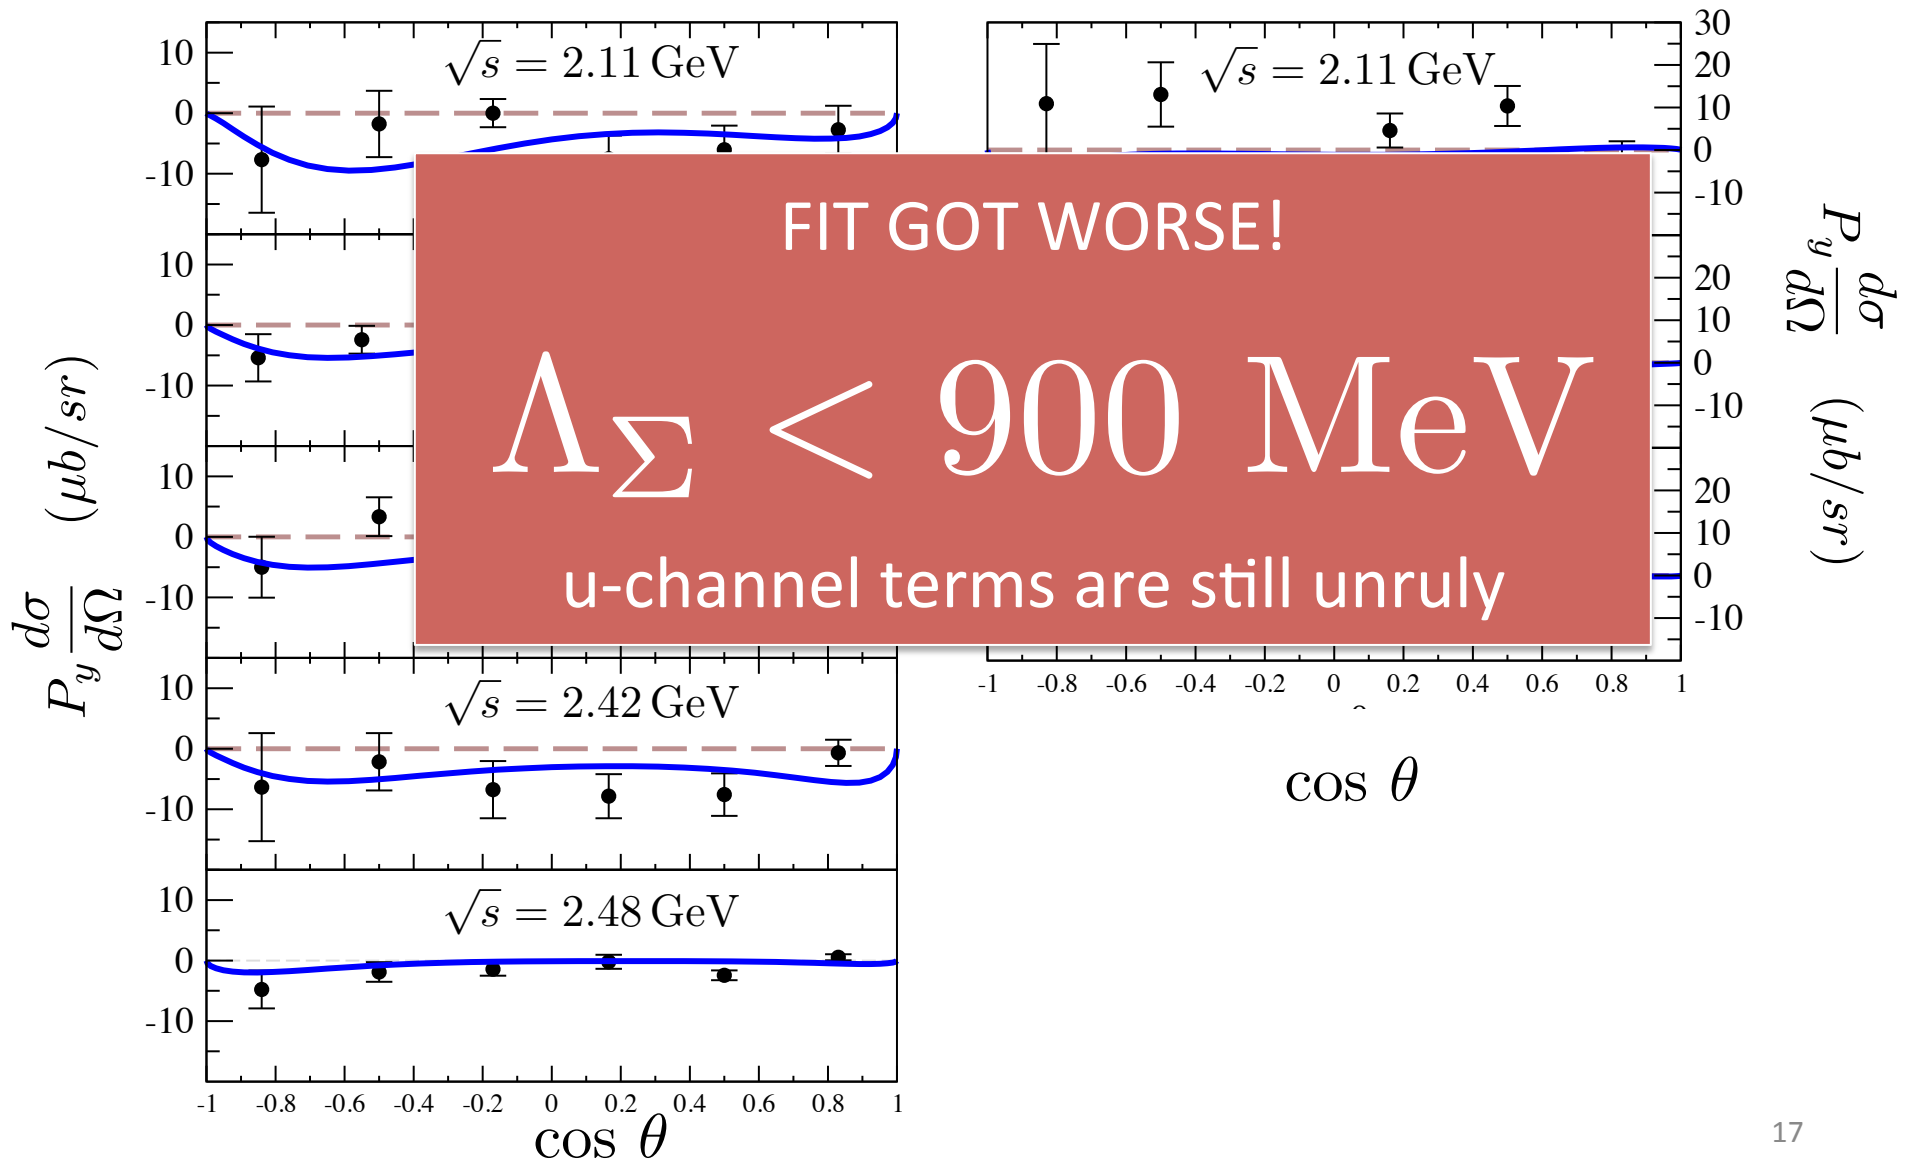 P_y dσ/dΩ (μb/sr)
√s = 2.11 GeV
10
0
-10
10
0
-10
10
0
-10
√s = 2.42 GeV
10
0
-10
√s = 2.48 GeV
10
0
-10
-1 -0.8 -0.6 -0.4 -0.2 0 0.2 0.4 0.6 0.8 1
cos θ
√s = 2.11 GeV
30
20
10
0
-10
20
10
0
-10
20
10
0
-10
-1 -0.8 -0.6 -0.4 -0.2 0 0.2 0.4 0.6 0.8 1
cos θ
P_y dσ/dΩ (μb/sr)
FIT GOT WORSE!
Λ_Σ < 900 MeV
u-channel terms are still unruly
17